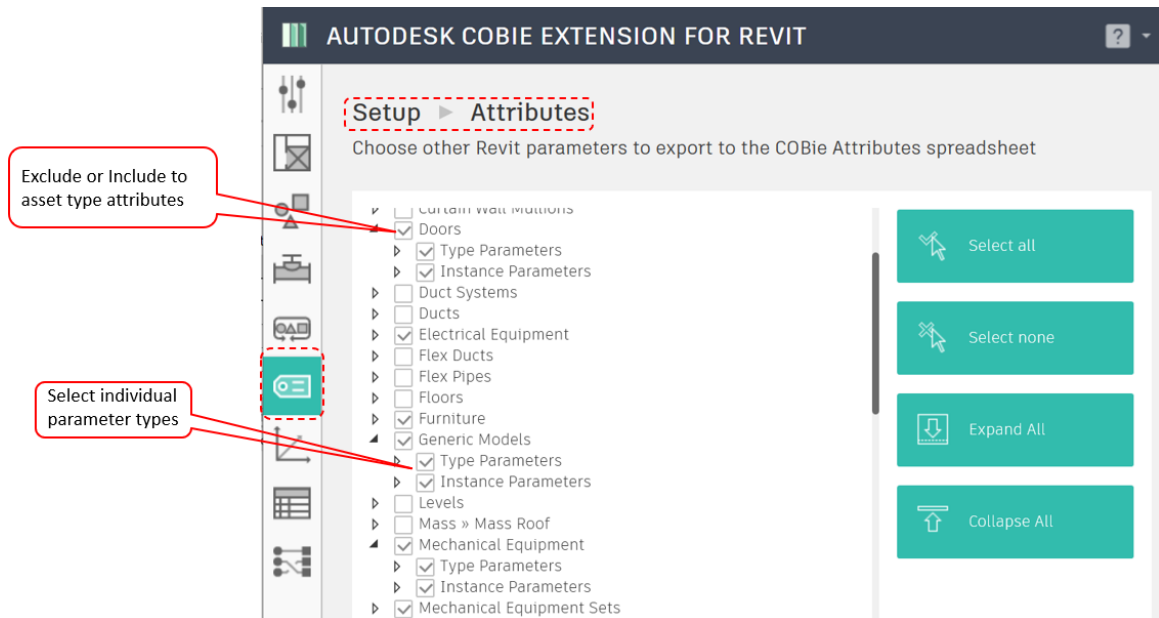 AUTODESK COBIE EXTENSION FOR REVIT
?
Setup ▶ Attributes
Choose other Revit parameters to export to the COBie Attributes spreadsheet
Exclude or Include to
asset type attributes
Select individual
parameter types
Curtain Wall Mullions
Doors
Type Parameters
Instance Parameters
Duct Systems
Ducts
Electrical Equipment
Flex Ducts
Flex Pipes
Floors
Furniture
Generic Models
Type Parameters
Instance Parameters
Levels
Mass » Mass Roof
Mechanical Equipment
Type Parameters
Instance Parameters
Mechanical Equipment Sets
Select all
Select none
Expand All
Collapse All